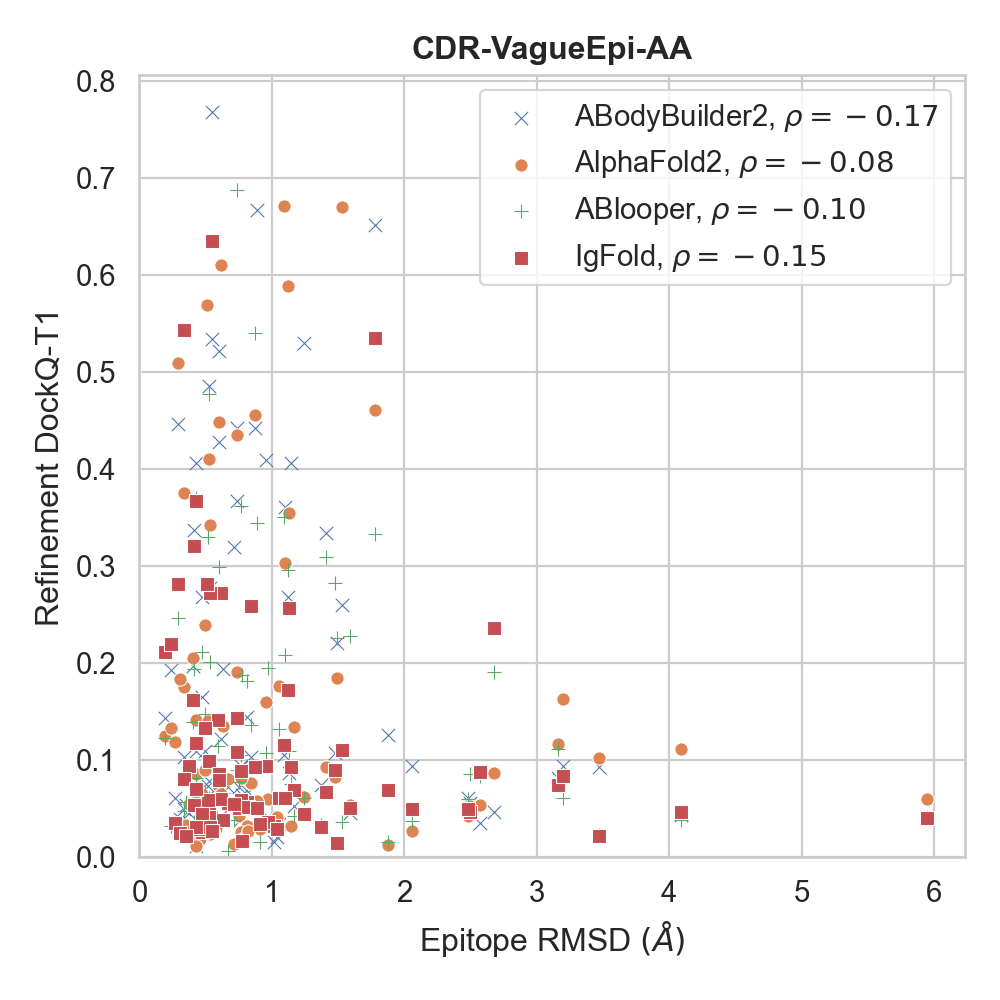 CDR-VagueEpi-AA
0.8
0.7
0.6
0.5
0.4
0.3
0.2
0.1
0.0
Refinement DockQ-T1
ABodyBuilder2, ρ = −0.17
AlphaFold2, ρ = −0.08
ABlooper, ρ = −0.10
IgFold, ρ = −0.15
0 1 2 3 4 5 6
Epitope RMSD (Å)